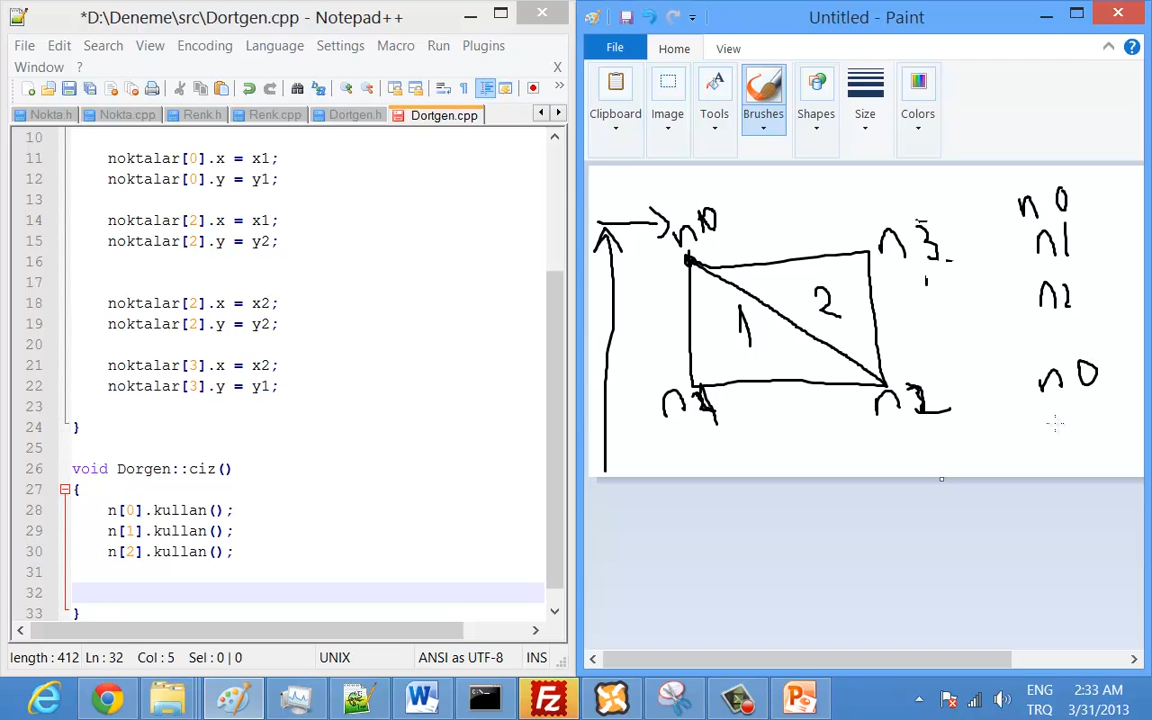 *D:\Deneme\src\Dortgen.cpp - Notepad++
File Edit Search View Encoding Language Settings Macro Run Plugins
Window ? X
Nokta.h Nokta.cpp Renk.h Renk.cpp Dortgen.h Dortgen.cpp
10
11 noktalar[0].x = x1;
12 noktalar[0].y = y1;
13
14 noktalar[2].x = x1;
15 noktalar[2].y = y2;
16
17
18 noktalar[2].x = x2;
19 noktalar[2].y = y2;
20
21 noktalar[3].x = x2;
22 noktalar[3].y = y1;
23
24 }
25
26 void Dorgen::ciz()
27 {
28 n[0].kullan();
29 n[1].kullan();
30 n[2].kullan();
31
32
33 }
length : 412 Ln : 32 Col : 5 Sel : 0 | 0 UNIX ANSI as UTF-8 INS
Untitled - Paint
File Home View
Clipboard Image Tools Brushes Shapes Size Colors
n0
n3
1
2
n2
n0
n1
n2
n0
ENG 2:33 AM
TRQ 3/31/2013